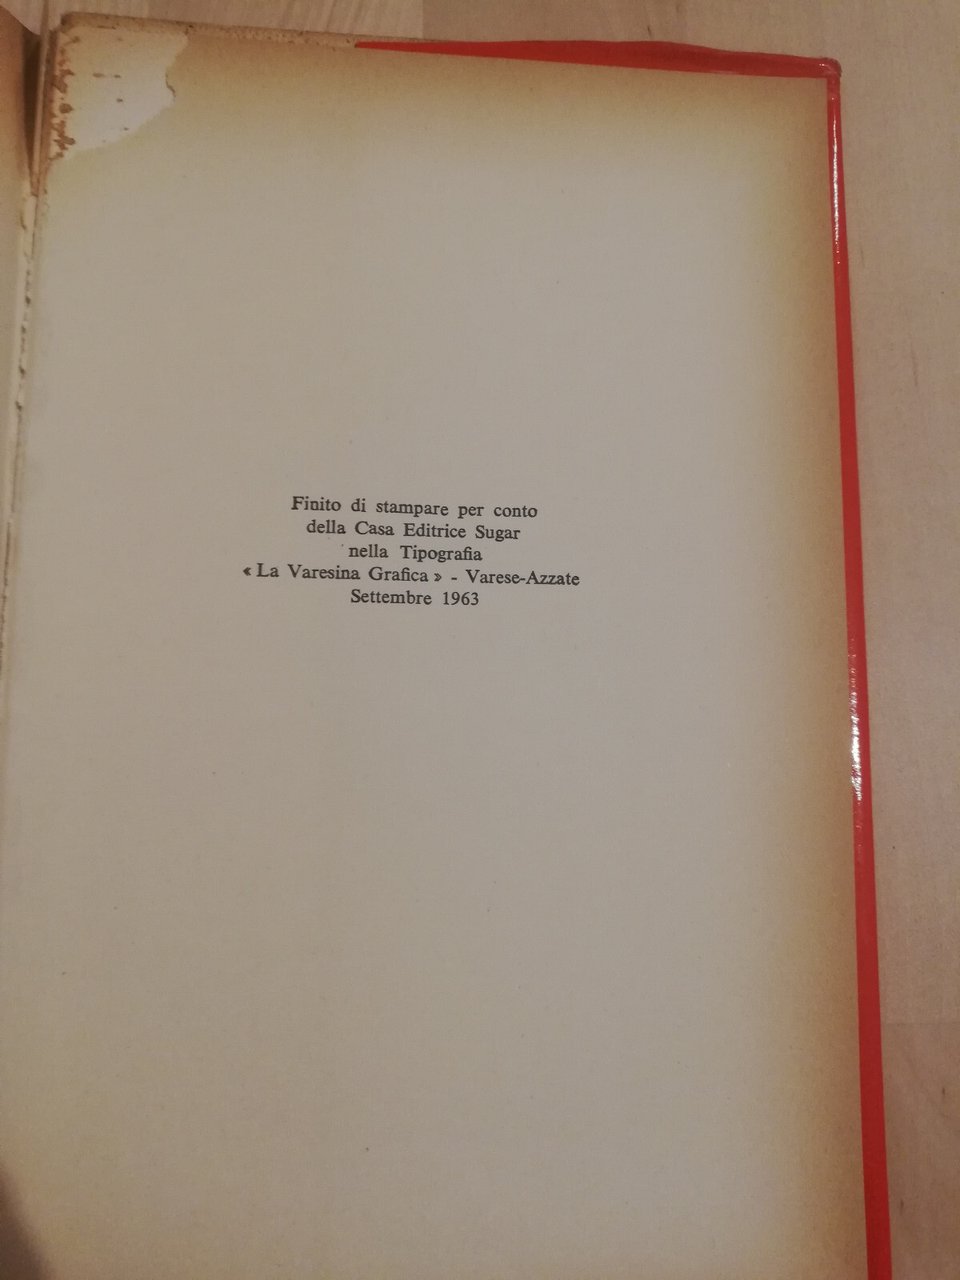 Finito di stampare per conto
della Casa Editrice Sugar
nella Tipografia
« La Varesina Grafica » - Varese-Azzate
Settembre 1963